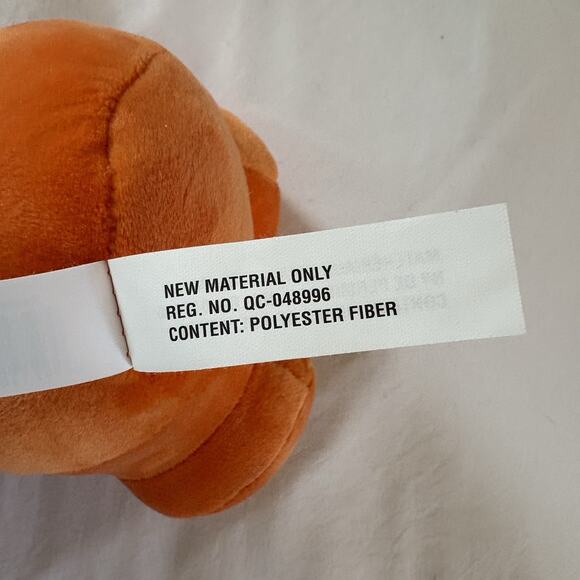 NEW MATERIAL ONLY
REG. NO. QC-048996
CONTENT: POLYESTER FIBER